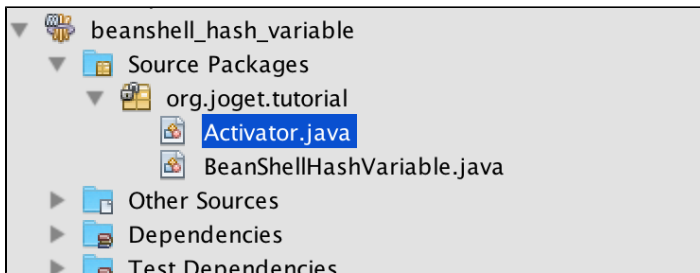 beanshell_hash_variable
Source Packages
org.joget.tutorial
Activator.java
BeanShellHashVariable.java
Other Sources
Dependencies
Test Dependencies